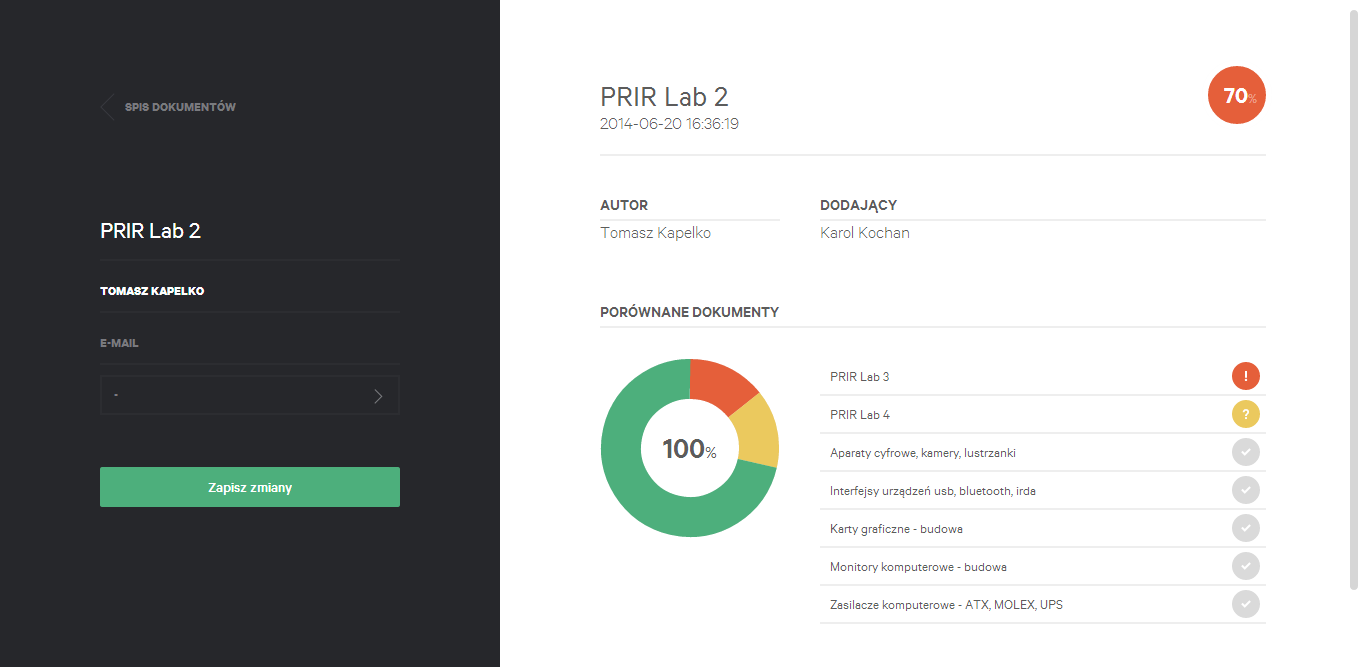 SPIS DOKUMENTÓW
PRIR Lab 2
TOMASZ KAPELKO
E-MAIL
-
Zapisz zmiany
PRIR Lab 2
2014-06-20 16:36:19
70%
AUTOR
Tomasz Kapelko
DODAJĄCY
Karol Kochan
PORÓWNANE DOKUMENTY
100%
PRIR Lab 3
!
PRIR Lab 4
?
Aparaty cyfrowe, kamery, lustrzanki
Interfejsy urządzeń usb, bluetooth, irda
Karty graficzne - budowa
Monitory komputerowe - budowa
Zasilacze komputerowe - ATX, MOLEX, UPS